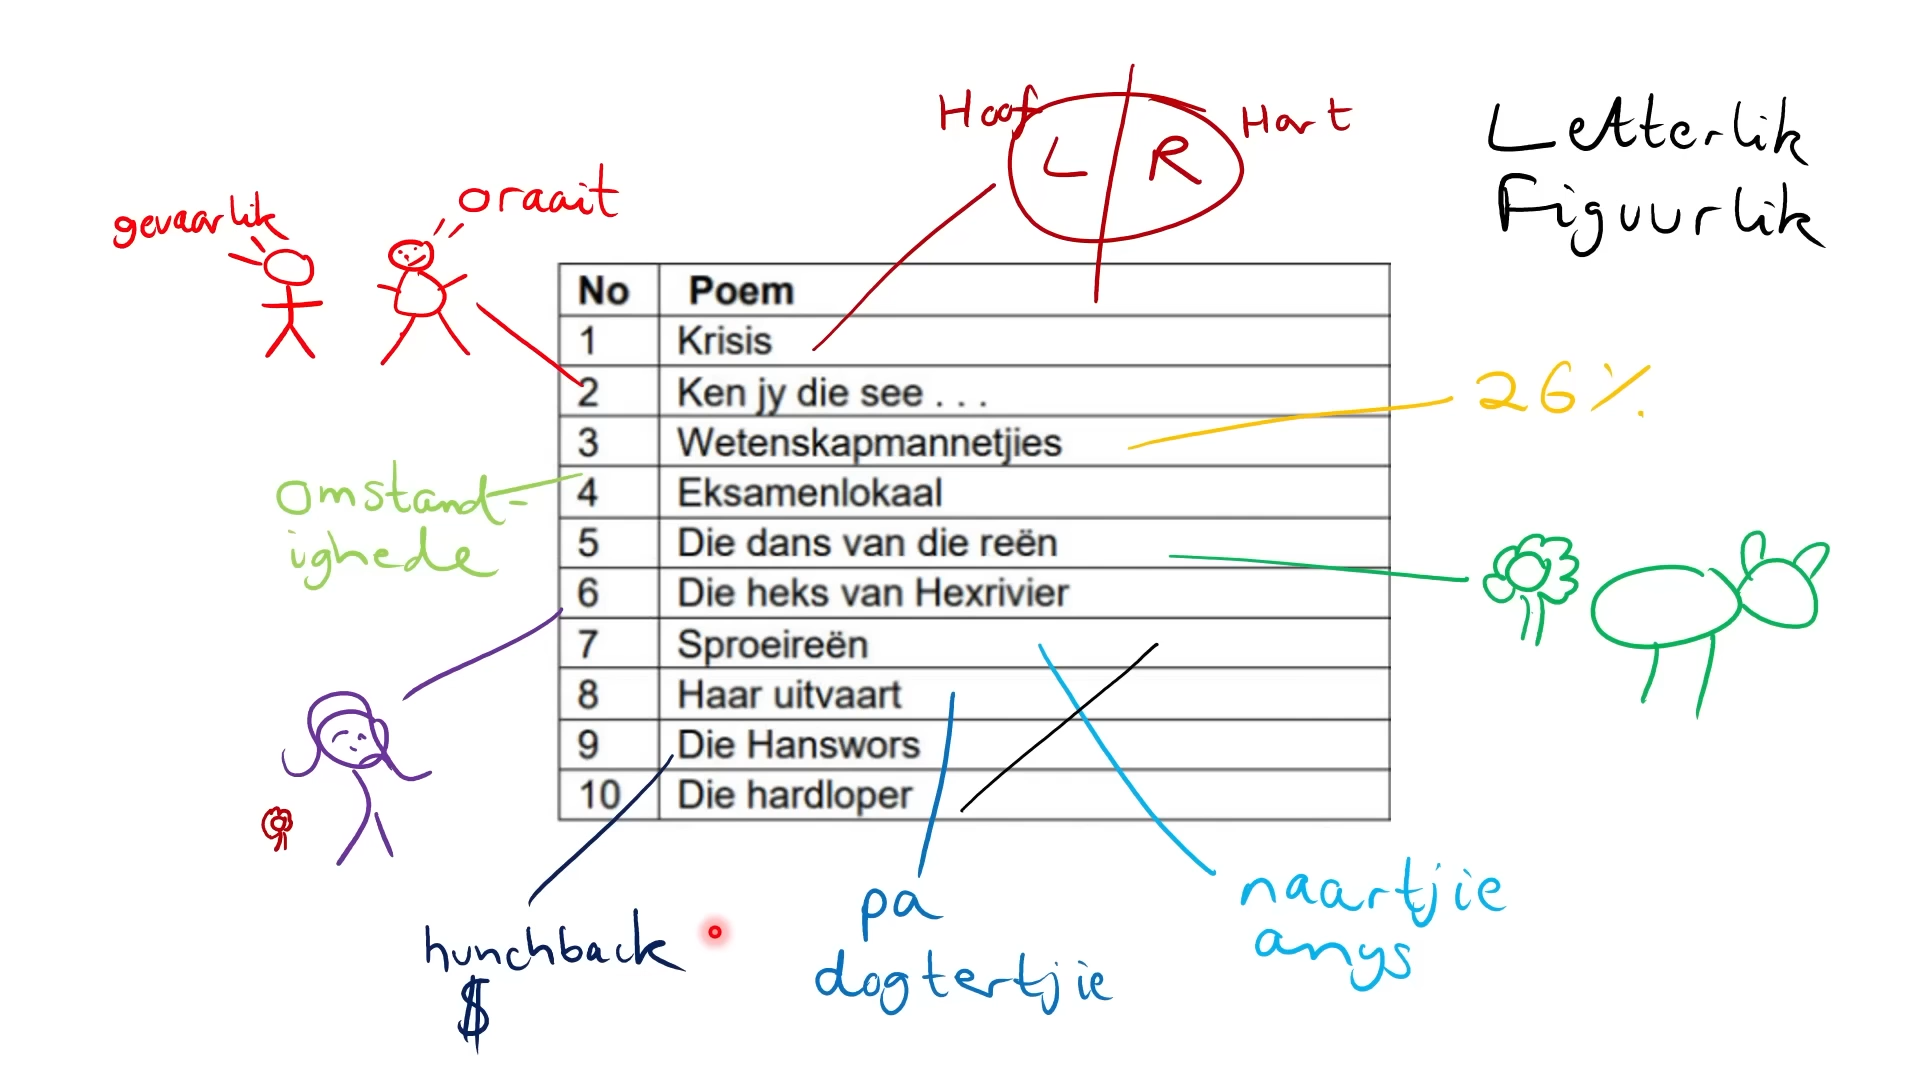 Hoof
Hart
L R
Letterlik
Figuurlik
gevaarlik
oraait
No Poem
1 Krisis
2 Ken jy die see . . .
3 Wetenskapmannetjies
4 Eksamenlokaal
5 Die dans van die reën
6 Die heks van Hexrivier
7 Sproeireën
8 Haar uitvaart
9 Die Hanswors
10 Die hardloper
26%
omstand-
ighede
hunchback
$
pa
dogtertjie
naartjie
anys